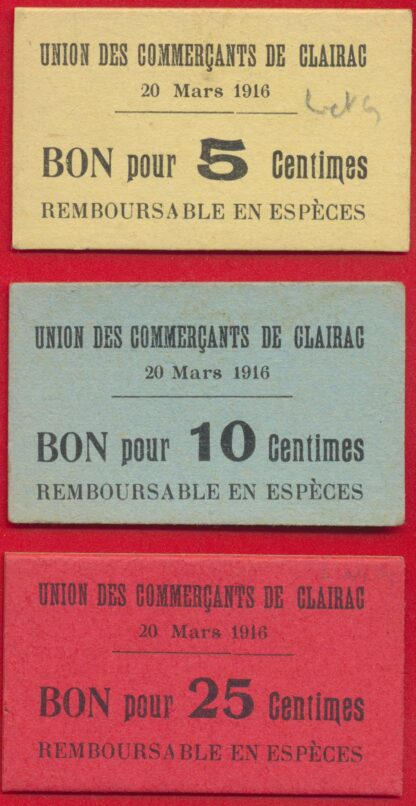 UNION DES COMMERÇANTS DE CLAIRAC
20 Mars 1916
BON pour 5 Centimes
REMBOURSABLE EN ESPÈCES
UNION DES COMMERÇANTS DE CLAIRAC
20 Mars 1916
BON pour 10 Centimes
REMBOURSABLE EN ESPÈCES
UNION DES COMMERÇANTS DE CLAIRAC
20 Mars 1916
BON pour 25 Centimes
REMBOURSABLE EN ESPÈCES